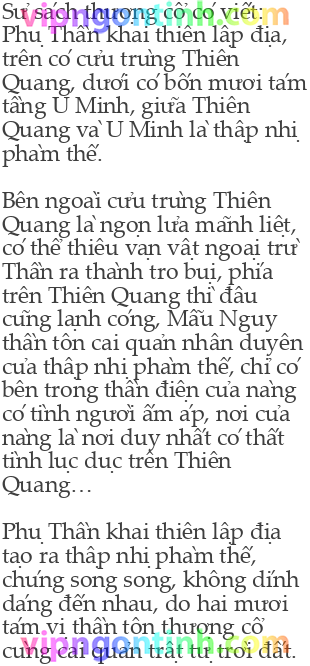 Sử sách thượng cổ có viết:
Phụ Thần khai thiên lập địa,
trên có cửu trùng Thiên
Quang, dưới có bốn mươi tám
tầng U Minh, giữa Thiên
Quang và U Minh là thập nhị
phàm thế.
Bên ngoài cửu trùng Thiên
Quang là ngọn lửa mãnh liệt,
có thể thiêu vạn vật ngoại trừ
Thần ra thành tro bụi, phía
trên Thiên Quang thì đâu
cũng lạnh cóng, Mẫu Nguy
thần tôn cai quản nhân duyên
của thập nhị phàm thế, chỉ có
bên trong thần điện của nàng
có tình người ấm áp, nơi của
nàng là nơi duy nhất có thất
tình lục dục trên Thiên
Quang...
Phụ Thần khai thiên lập địa
tạo ra thập nhị phàm thế,
chúng song song, không dính
dáng đến nhau, do hai mươi
tám vị thần tôn thượng cổ
cùng cai quản trật tự trời đất.
vipngontinh.com
vipngontinh.com